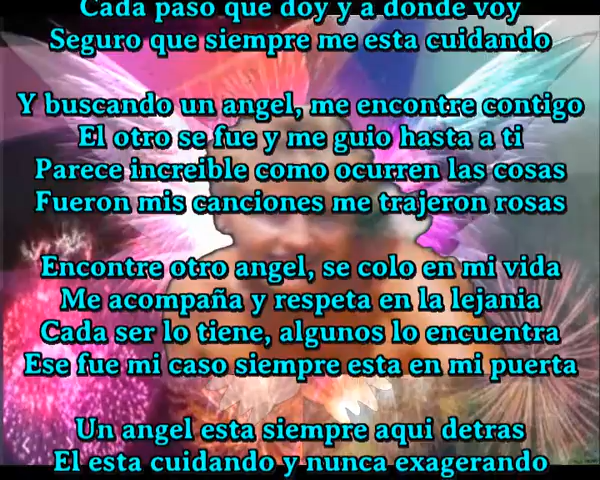 Cada paso que doy y a donde voy
Seguro que siempre me esta cuidando
Y buscando un angel, me encontre contigo
El otro se fue y me guio hasta a ti
Parece increible como ocurren las cosas
Fueron mis canciones me trajeron rosas
Encontre otro angel, se colo en mi vida
Me acompaña y respeta en la lejania
Cada ser lo tiene, algunos lo encuentra
Ese fue mi caso siempre esta en mi puerta
Un angel esta siempre aqui detras
El esta cuidando y nunca exagerando